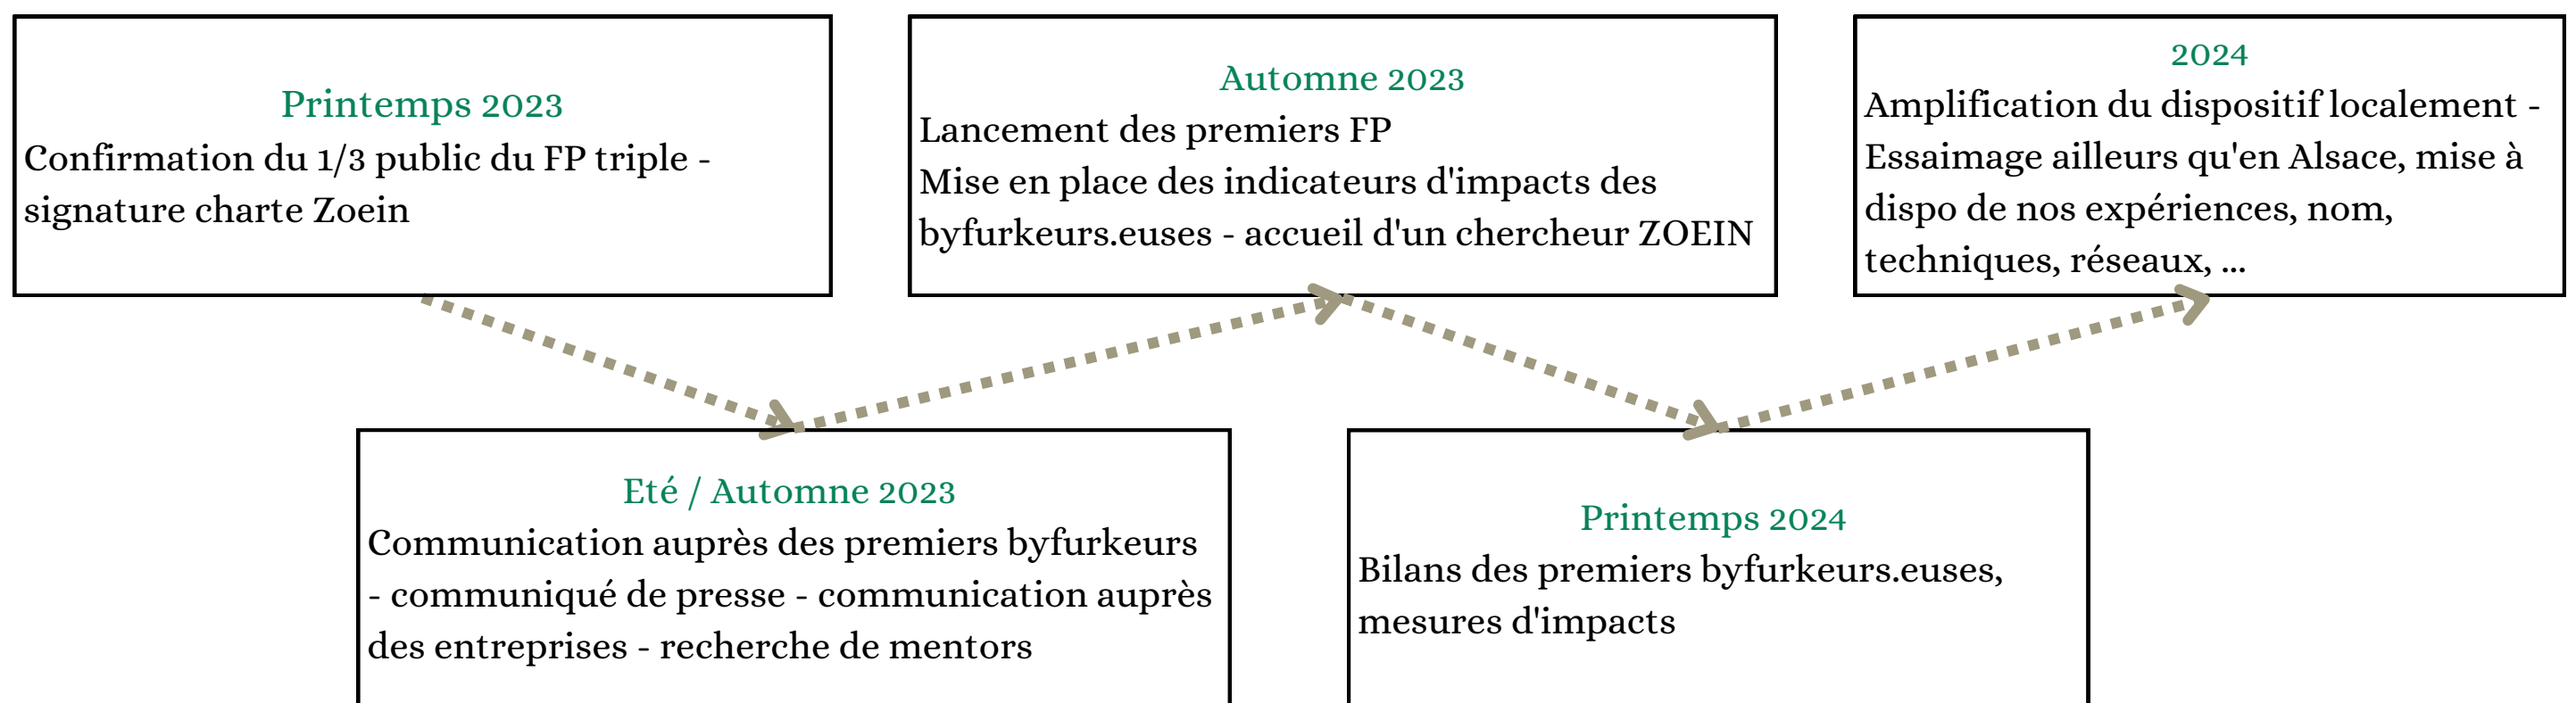 Printemps 2023
Confirmation du 1/3 public du FP triple -
signature charte Zoein
Eté / Automne 2023
Communication auprès des premiers byfurkeurs
- communiqué de presse - communication auprès
des entreprises - recherche de mentors
Automne 2023
Lancement des premiers FP
Mise en place des indicateurs d'impacts des
byfurkeurs.euses - accueil d'un chercheur ZOEIN
Printemps 2024
Bilans des premiers byfurkeurs.euses,
mesures d'impacts
2024
Amplification du dispositif localement -
Essaimage ailleurs qu'en Alsace, mise à
dispo de nos expériences, nom,
techniques, réseaux, ...